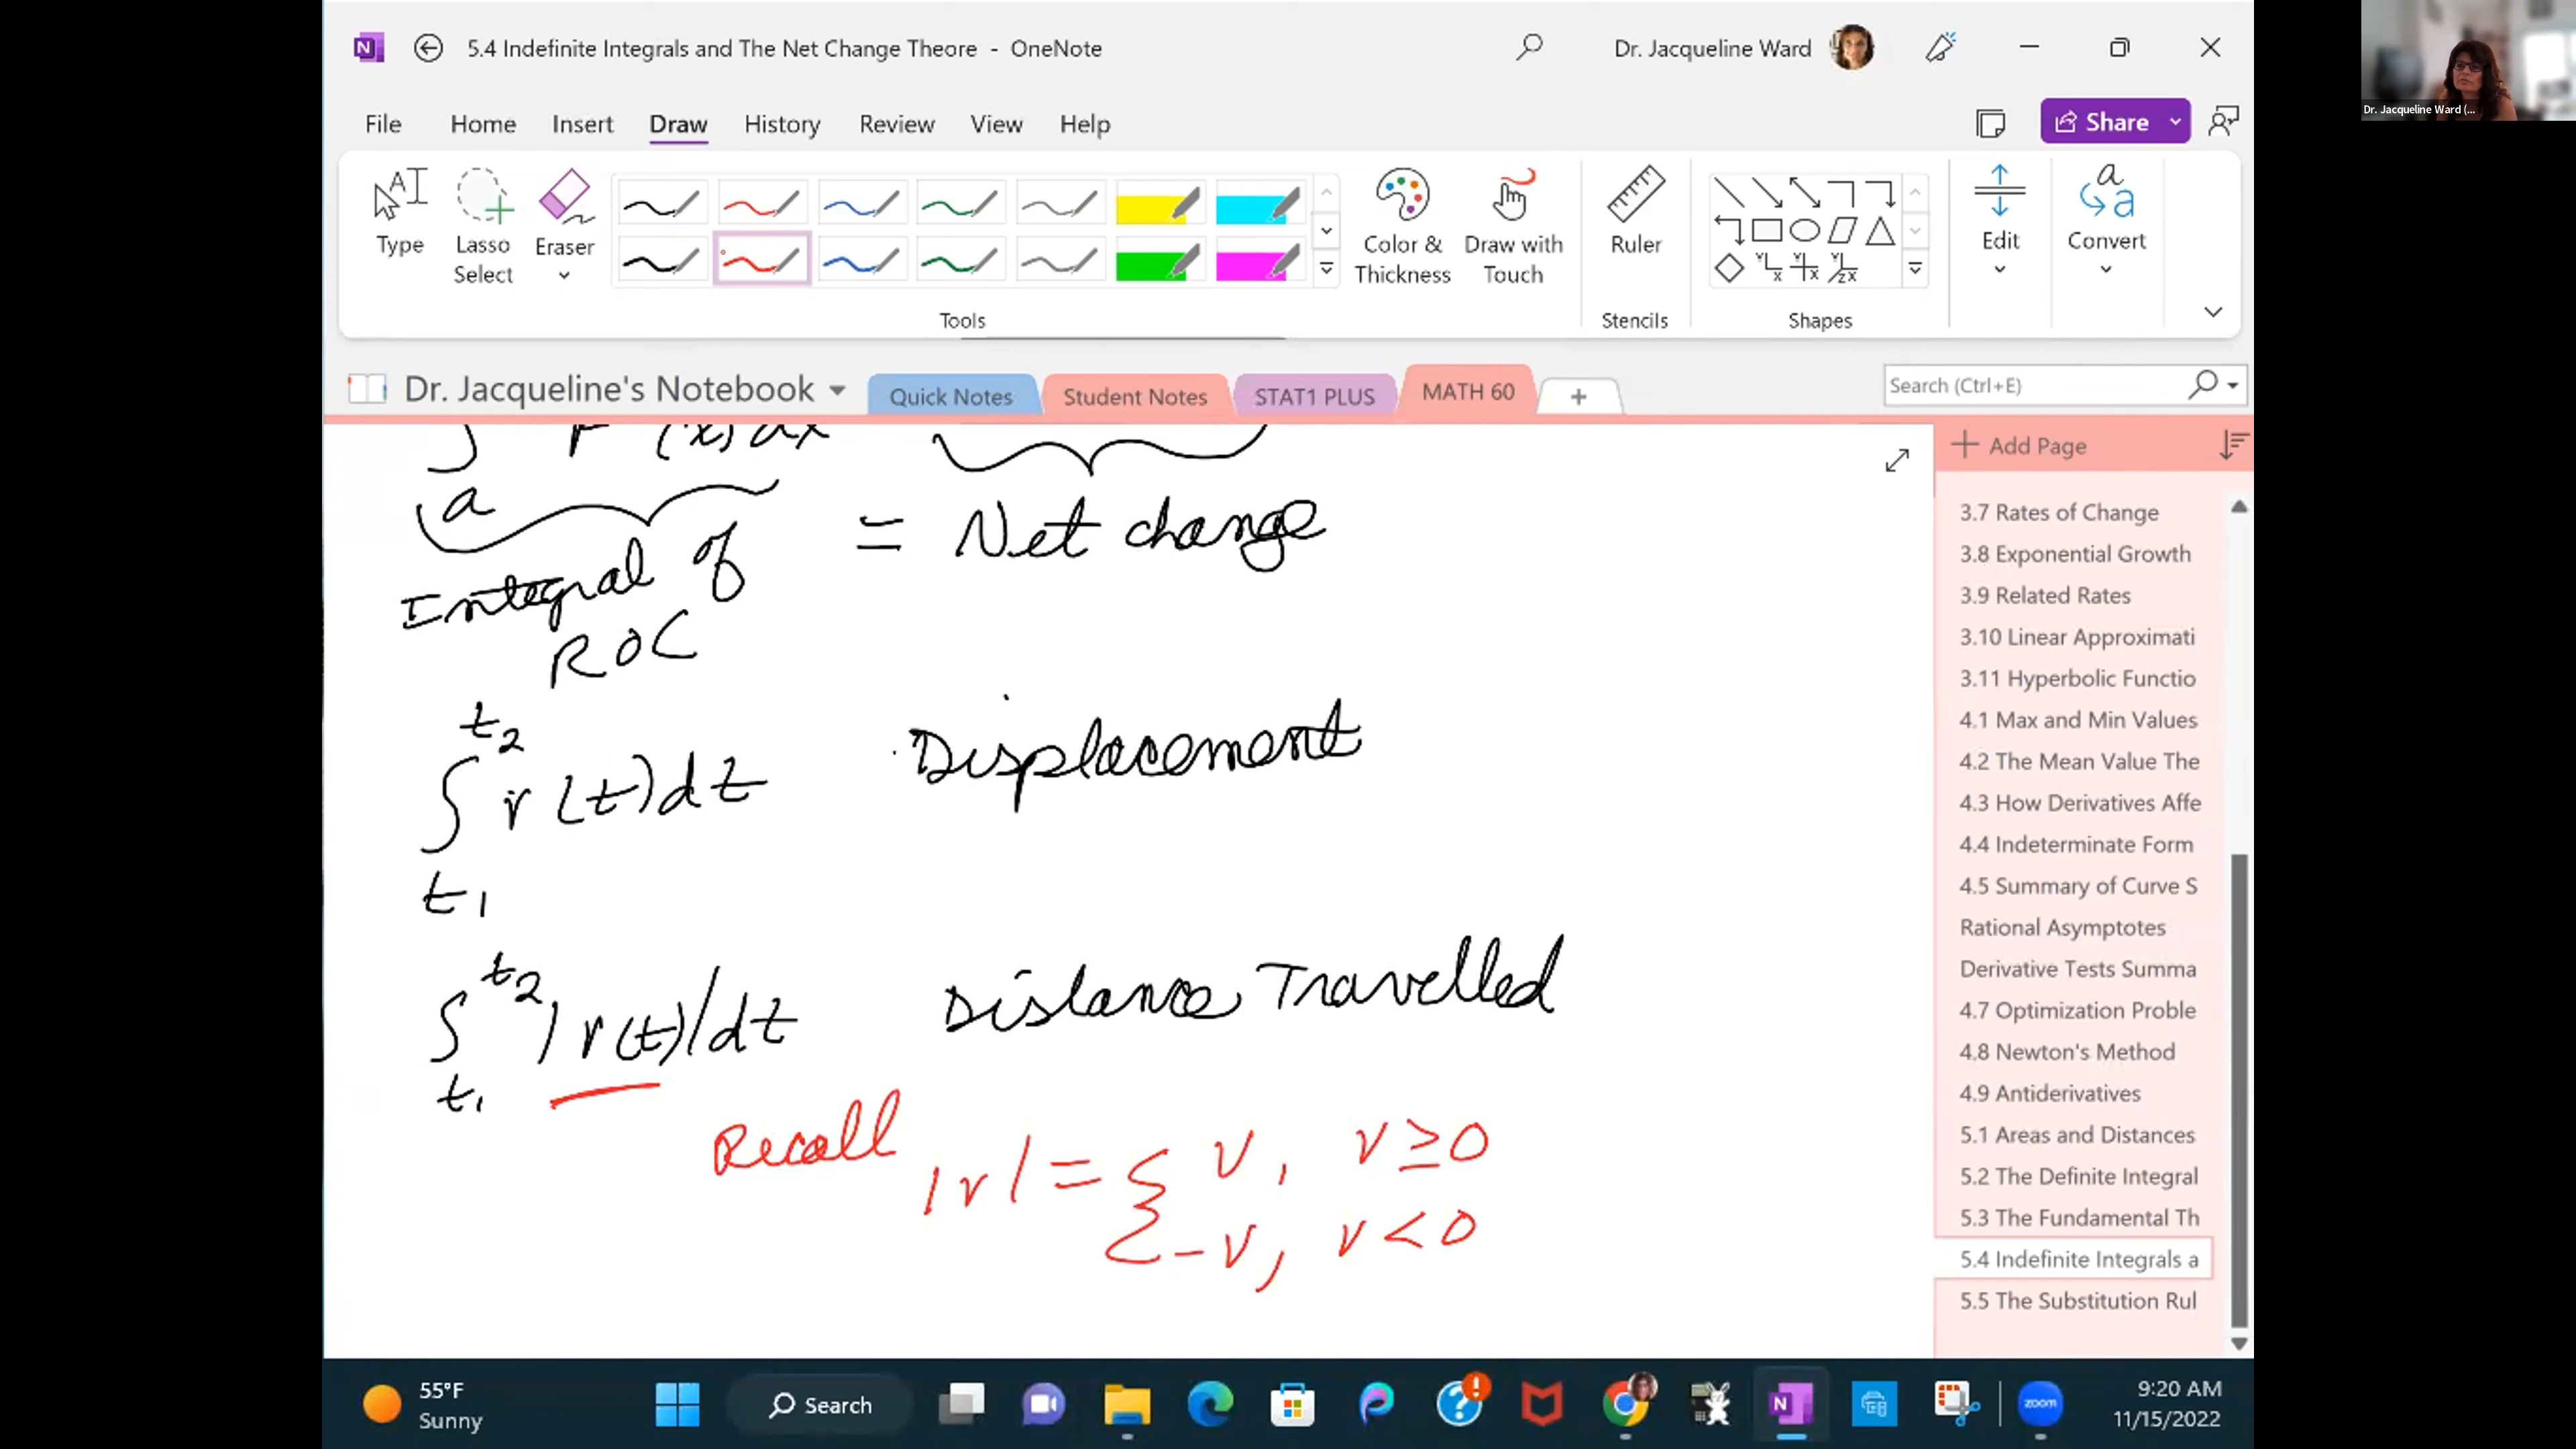 5.4 Indefinite Integrals and The Net Change Theore - OneNote
Dr. Jacqueline Ward
Dr. Jacqueline Ward (...
File Home Insert Draw History Review View Help
Share
Type
Lasso Select
Eraser
Color & Thickness
Draw with Touch
Ruler
Edit
Convert
Tools
Stencils
Shapes
Dr. Jacqueline's Notebook
Quick Notes
Student Notes
STAT1 PLUS
MATH 60
Search (Ctrl+E)
Add Page
3.7 Rates of Change
3.8 Exponential Growth
3.9 Related Rates
3.10 Linear Approximati
3.11 Hyperbolic Functio
4.1 Max and Min Values
4.2 The Mean Value The
4.3 How Derivatives Affe
4.4 Indeterminate Form
4.5 Summary of Curve S
Rational Asymptotes
Derivative Tests Summa
4.7 Optimization Proble
4.8 Newton's Method
4.9 Antiderivatives
5.1 Areas and Distances
5.2 The Definite Integral
5.3 The Fundamental Th
5.4 Indefinite Integrals a
5.5 The Substitution Rul
a
Integral of = Net change
ROC
t2
∫ v(t)dt Displacement
t1
t2
∫ |v(t)|dt Distance Travelled
t1
Recall |v| = { v, v ≥ 0
-v, v < 0
55°F
Sunny
Search
zoom
9:20 AM
11/15/2022